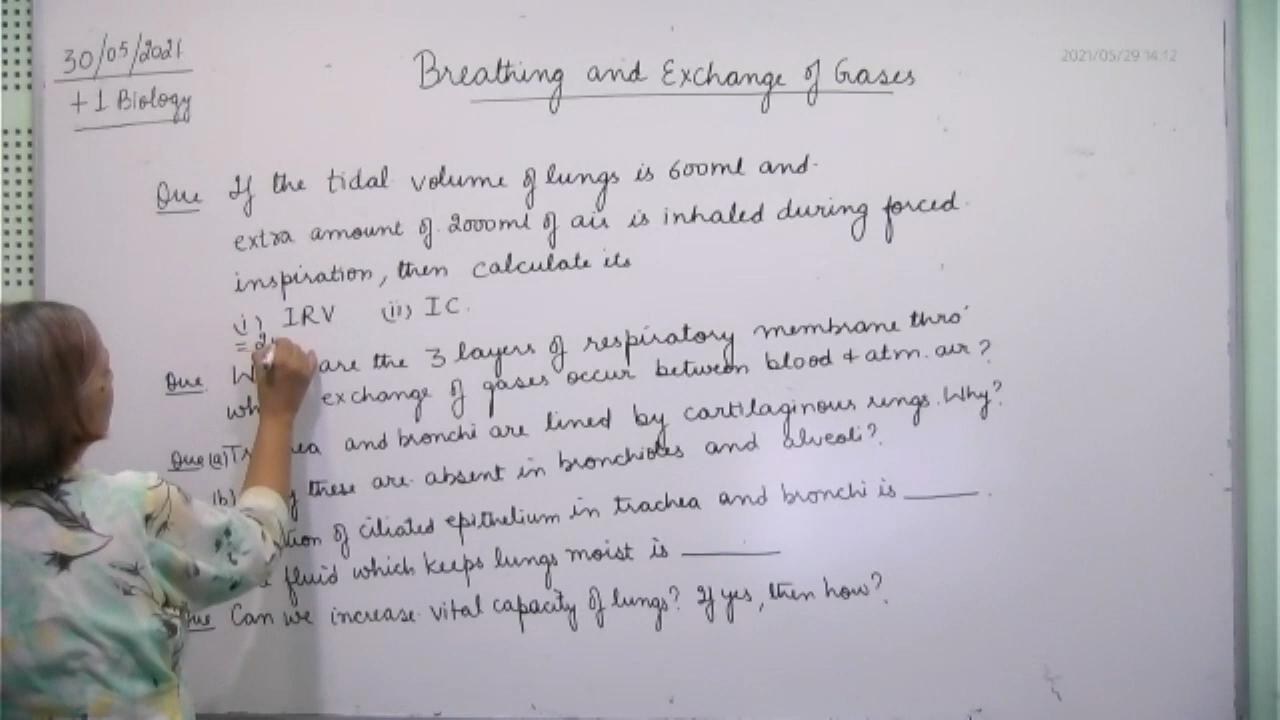 30/05/2021
+1 Biology
Breathing and Exchange of Gases
2021/05/29 14:12
Que If the tidal volume of lungs is 600ml and
extra amount of 2000ml of air is inhaled during forced
inspiration, then calculate its
(i) IRV (ii) IC.
=
Que. are the 3 layers of respiratory membrane thro'
exchange of gases occur between blood & atm. air?
Que (a) and bronchi are lined by cartilaginous rings. Why?
(b) these are absent in bronchioles and alveoli?
of ciliated epithelium in trachea and bronchi is ______.
fluid which keeps lungs moist is ______
Que Can we increase vital capacity of lungs? If yes, then how?